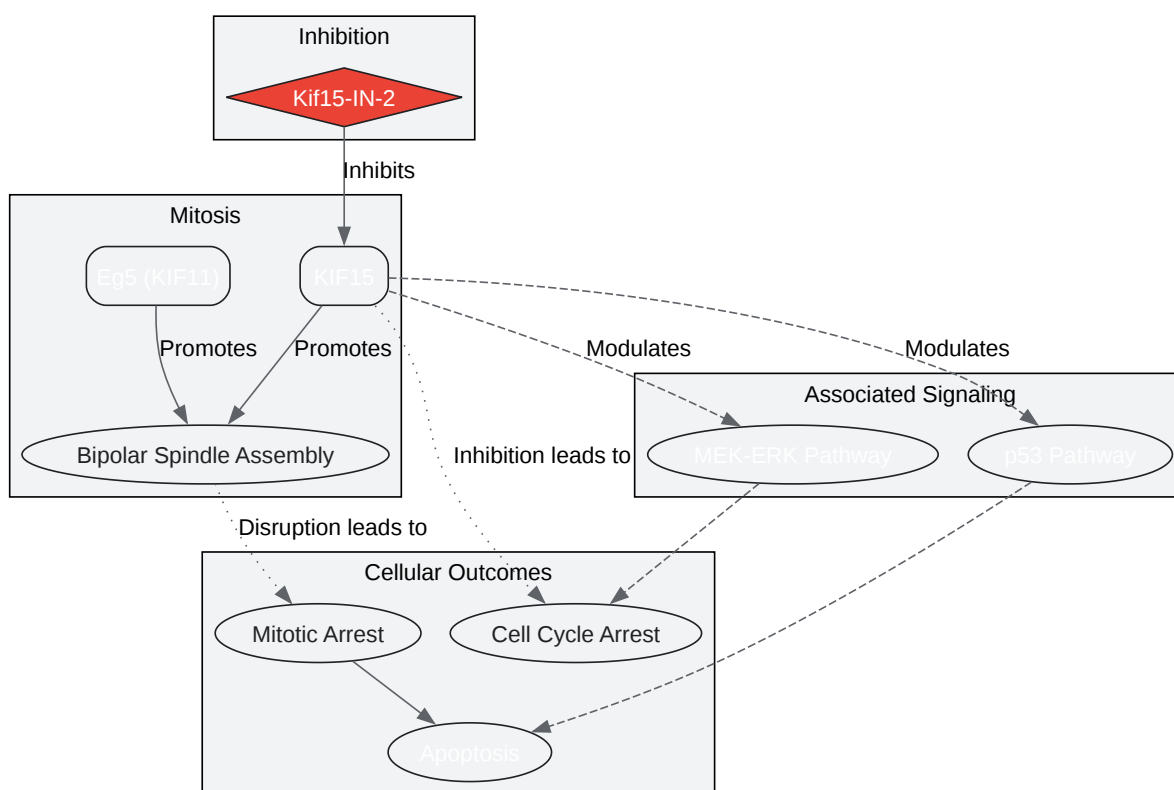 Inhibition
Kif15-IN-2
Inhibits
Mitosis
Eg5 (KIF11)
KIF15
Promotes
Promotes
Modulates
Modulates
Associated Signaling
Bipolar Spindle Assembly
Inhibition leads to
MEK-ERK Pathway
p53 Pathway
Disruption leads to
Cellular Outcomes
Mitotic Arrest
Cell Cycle Arrest
Apoptosis